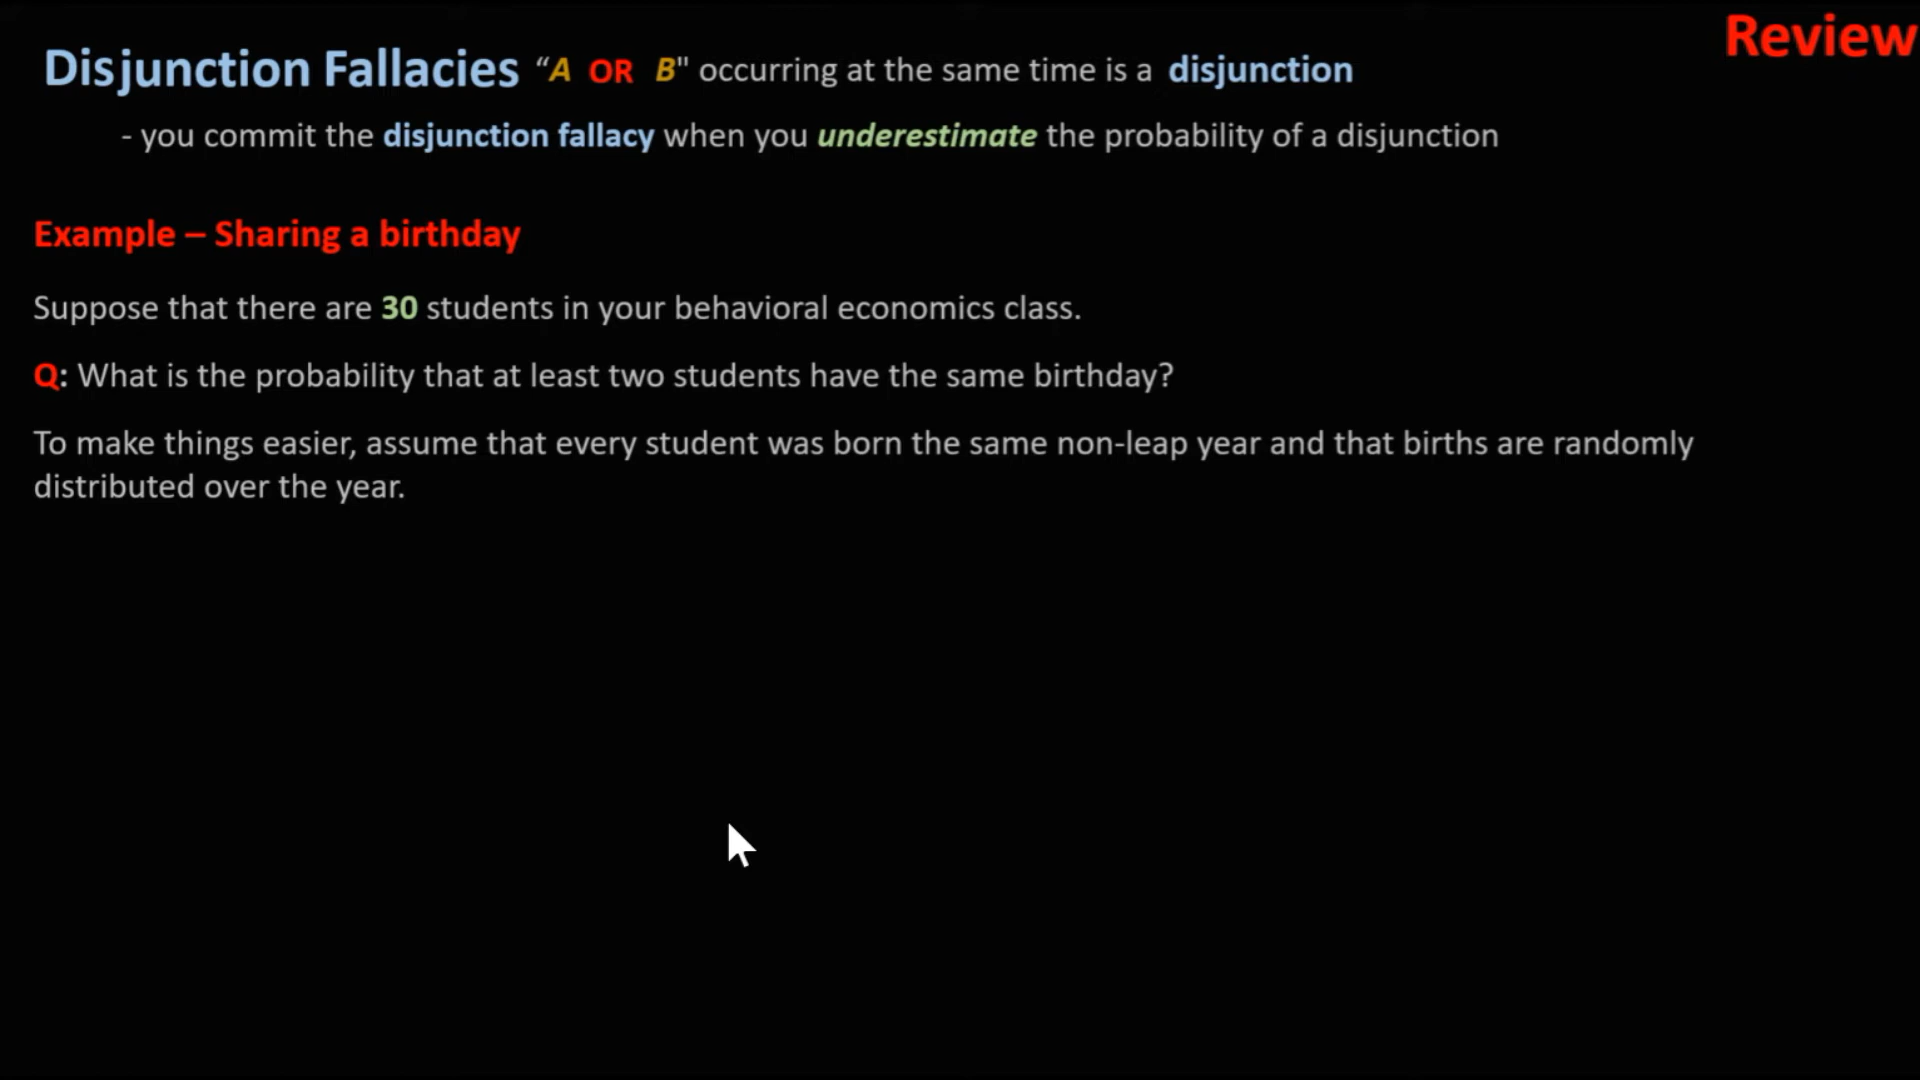 Review
Disjunction Fallacies “A OR B" occurring at the same time is a disjunction
- you commit the disjunction fallacy when you underestimate the probability of a disjunction
Example – Sharing a birthday
Suppose that there are 30 students in your behavioral economics class.
Q: What is the probability that at least two students have the same birthday?
To make things easier, assume that every student was born the same non-leap year and that births are randomly
distributed over the year.